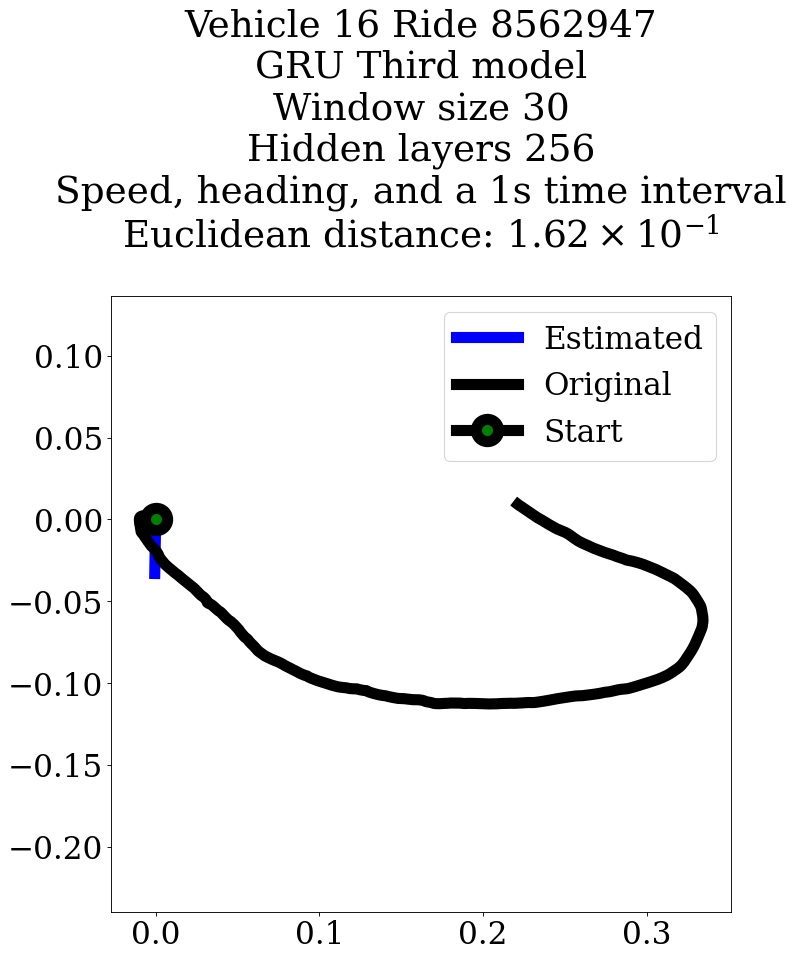 Vehicle 16 Ride 8562947
GRU Third model
Window size 30
Hidden layers 256
Speed, heading, and a 1s time interval
Euclidean distance: 1.62 × 10⁻¹
Estimated
Original
Start
0.10
0.05
0.00
−0.05
−0.10
−0.15
−0.20
0.0 0.1 0.2 0.3